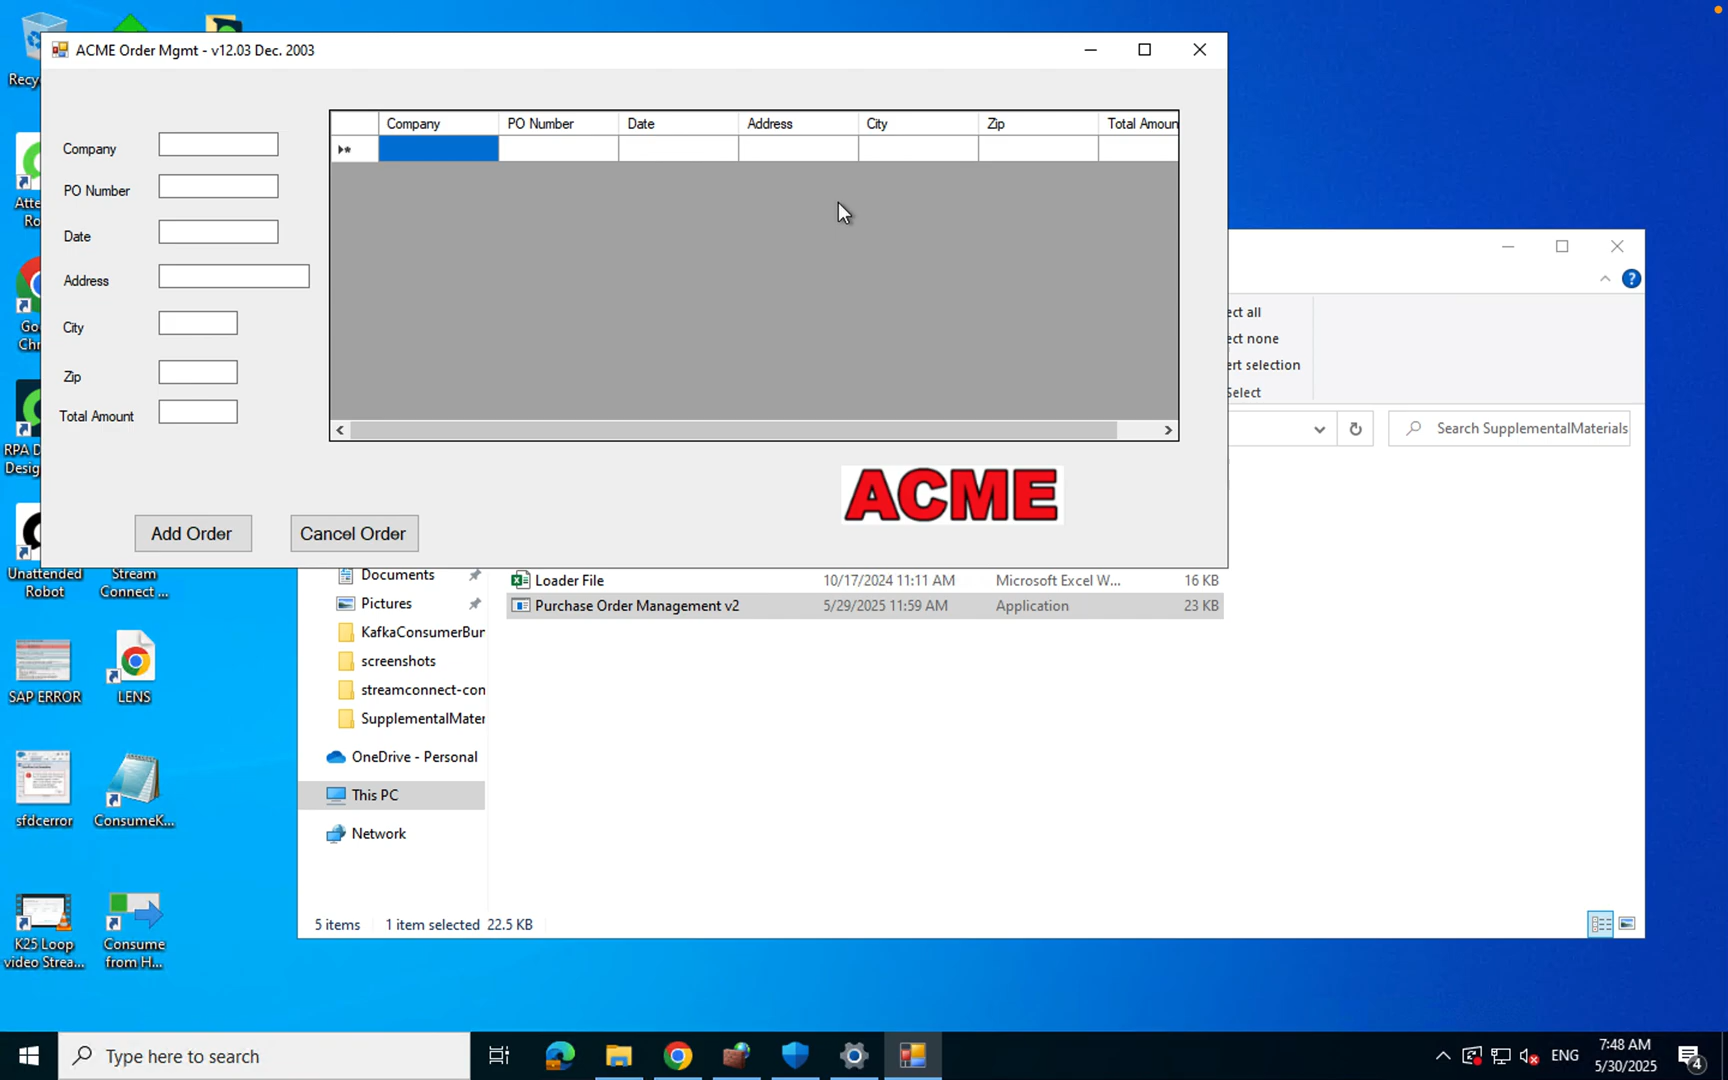 ACME Order Mgmt - v12.03 Dec. 2003
Company
PO Number
Date
Address
City
Zip
Total Amount
Company PO Number Date Address City Zip Total Amoun
Add Order
Cancel Order
ACME
Recy
Atte
Ro
Go
Chr
RPA D
Desig
Unattended
Robot
Stream
Connect ...
SAP ERROR
LENS
sfdcerror
ConsumeK...
K25 Loop
video Strea...
Consume
from H...
ect all
ect none
ert selection
Select
Search SupplementalMaterials
Documents
Pictures
KafkaConsumerBun
screenshots
streamconnect-con
SupplementalMater
OneDrive - Personal
This PC
Network
Loader File 10/17/2024 11:11 AM Microsoft Excel W... 16 KB
Purchase Order Management v2 5/29/2025 11:59 AM Application 23 KB
5 items 1 item selected 22.5 KB
Type here to search
ENG
7:48 AM
5/30/2025
4